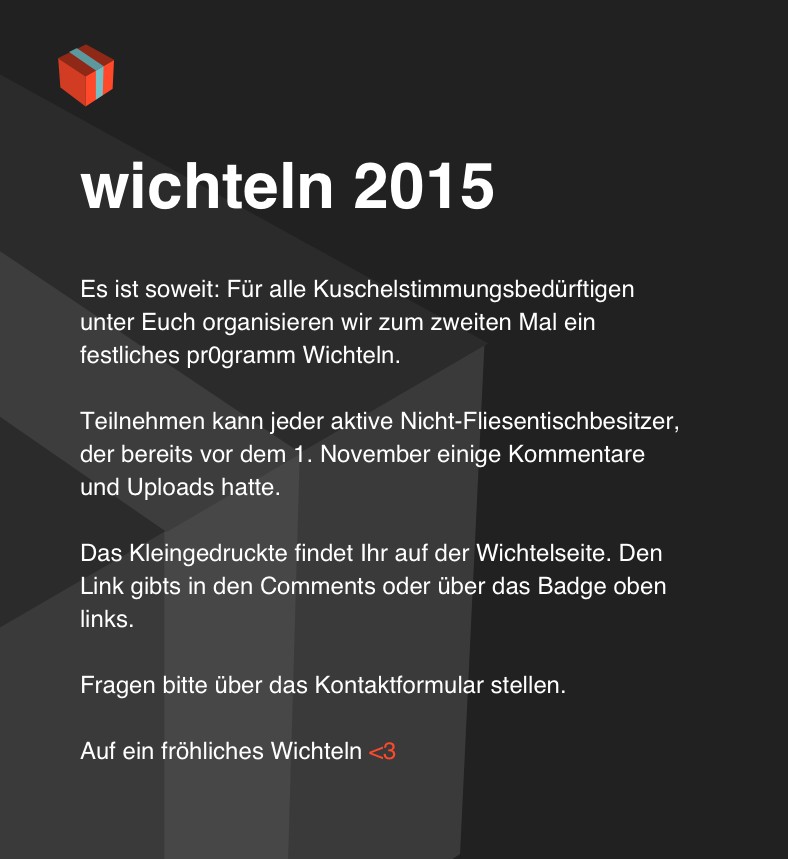 wichteln 2015
Es ist soweit: Für alle Kuschelstimmungsbedürftigen
unter Euch organisieren wir zum zweiten Mal ein
festliches pr0gramm Wichteln.
Teilnehmen kann jeder aktive Nicht-Fliesentischbesitzer,
der bereits vor dem 1. November einige Kommentare
und Uploads hatte.
Das Kleingedruckte findet Ihr auf der Wichtelseite. Den
Link gibts in den Comments oder über das Badge oben
links.
Fragen bitte über das Kontaktformular stellen.
Auf ein fröhliches Wichteln <3